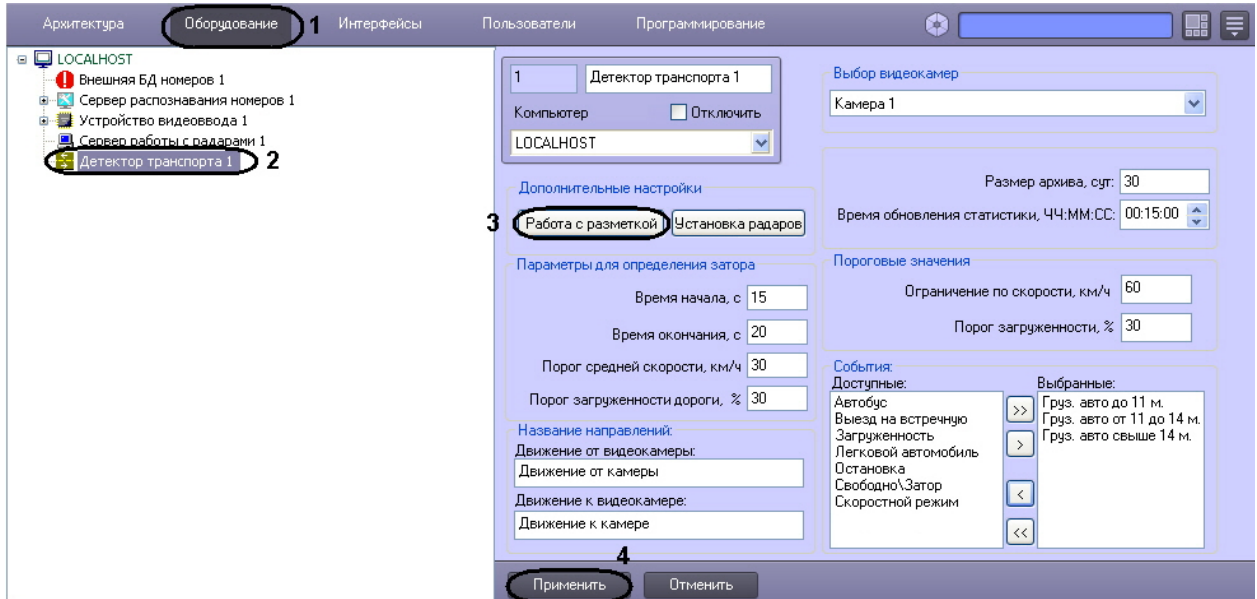 Архитектура Оборудование 1 Интерфейсы Пользователи Программирование
LOCALHOST
Внешняя БД номеров 1
Сервер распознавания номеров 1
Устройство видеоввода 1
Сервер работы с радарами 1
Детектор транспорта 1 2
1 Детектор транспорта 1
Компьютер Отключить
LOCALHOST
Дополнительные настройки
3 Работа с разметкой Установка радаров
Параметры для определения затора
Время начала, с 15
Время окончания, с 20
Порог средней скорости, км/ч 30
Порог загруженности дороги, % 30
Название направлений:
Движение от видеокамеры:
Движение от камеры
Движение к видеокамере:
Движение к камере
Выбор видеокамер
Камера 1
Размер архива, сут: 30
Время обновления статистики, ЧЧ:ММ:СС: 00:15:00
Пороговые значения
Ограничение по скорости, км/ч 60
Порог загруженности, % 30
События:
Доступные:
Автобус
Выезд на встречную
Загруженность
Легковой автомобиль
Остановка
Свободно\Затор
Скоростной режим
>>
>
<
<<
Выбранные:
Груз. авто до 11 м.
Груз. авто от 11 до 14 м.
Груз. авто свыше 14 м.
4
Применить Отменить